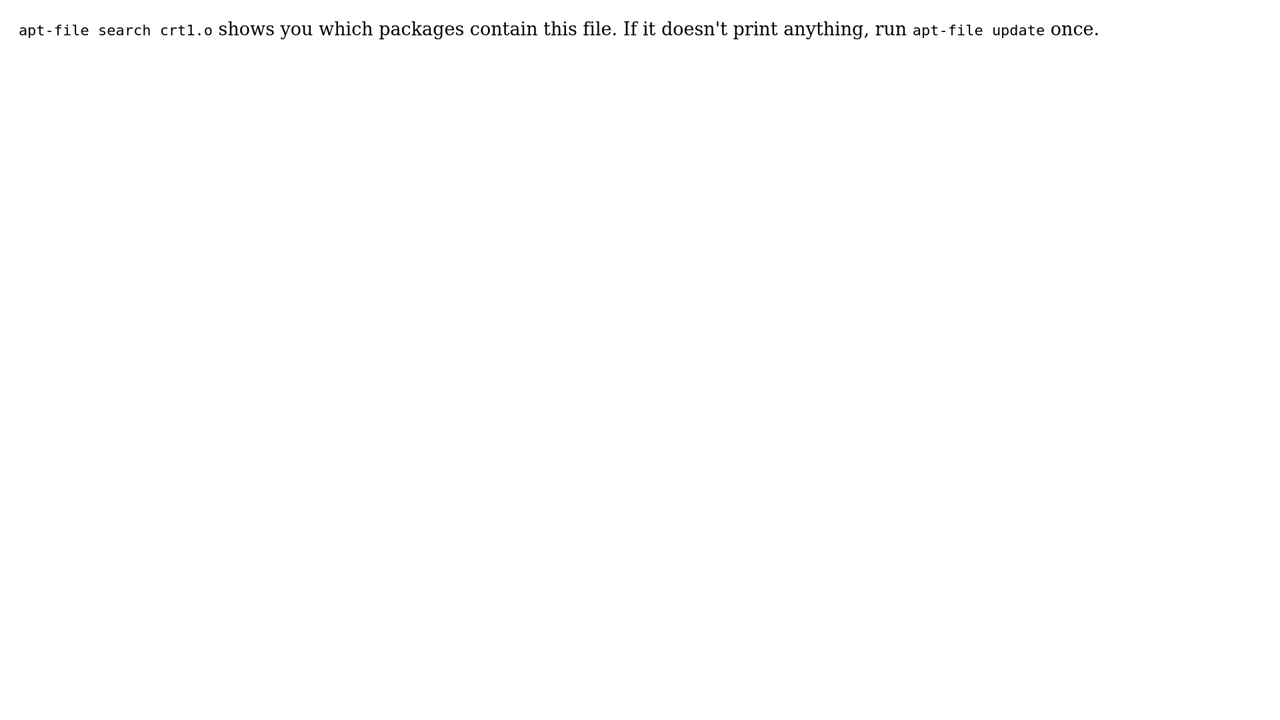 apt-file search crt1.o shows you which packages contain this file. If it doesn't print anything, run apt-file update once.